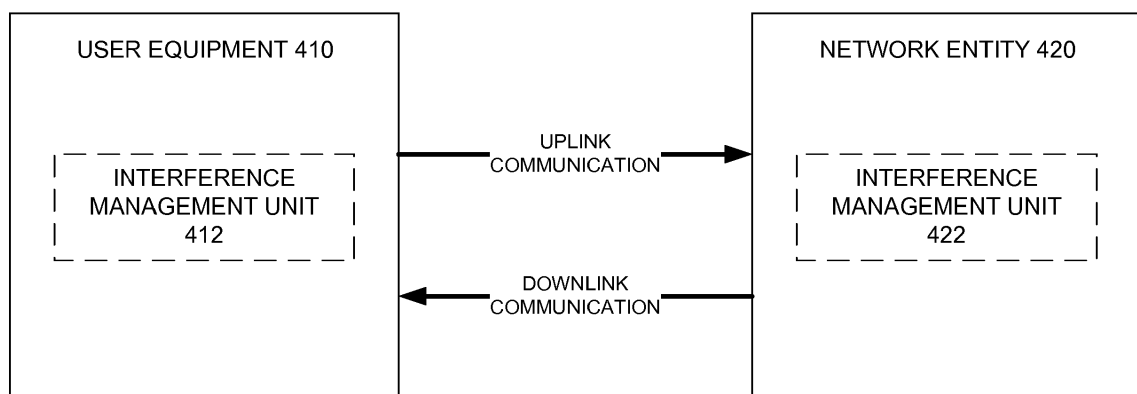 USER EQUIPMENT 410
NETWORK ENTITY 420
UPLINK
COMMUNICATION
INTERFERENCE
MANAGEMENT UNIT
412
INTERFERENCE
MANAGEMENT UNIT
422
DOWNLINK
COMMUNICATION